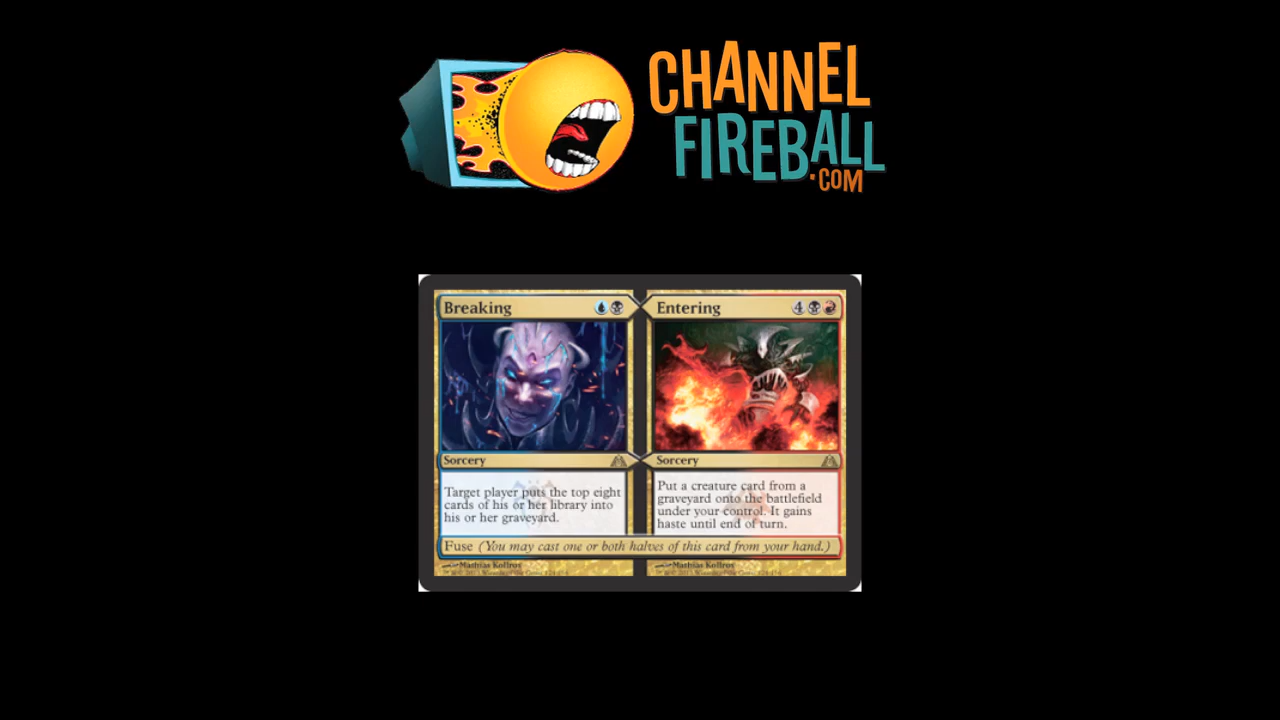 CHANNEL
FIREBALL
.COM
Breaking
Entering
4
Sorcery
Sorcery
Target player puts the top eight
cards of his or her library into
his or her graveyard.
Put a creature card from a
graveyard onto the battlefield
under your control. It gains
haste until end of turn.
Fuse (You may cast one or both halves of this card from your hand.)
Mathias Kollros
Mathias Kollros